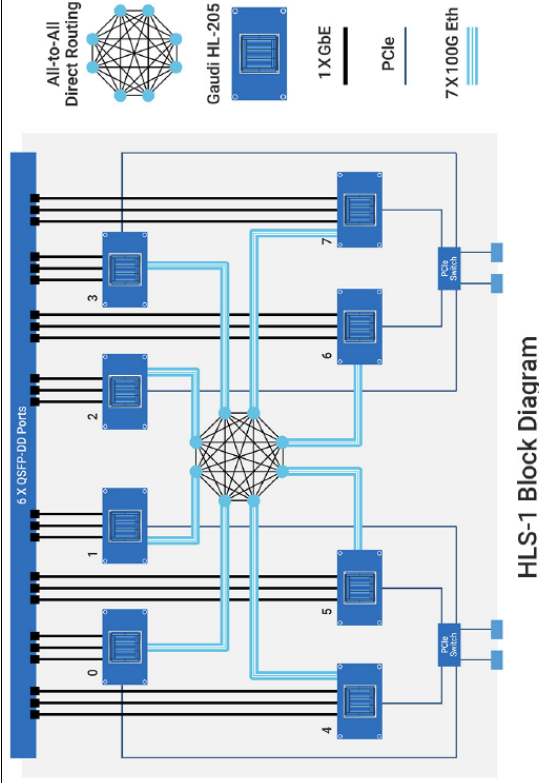 All-to-All
Direct Routing
Gaudi HL-205
1 X GbE
PCIe
7 X 100G Eth
6 X QSFP-DD Ports
0
1
2
3
4
5
6
7
PCIe
Switch
PCIe
Switch
HLS-1 Block Diagram